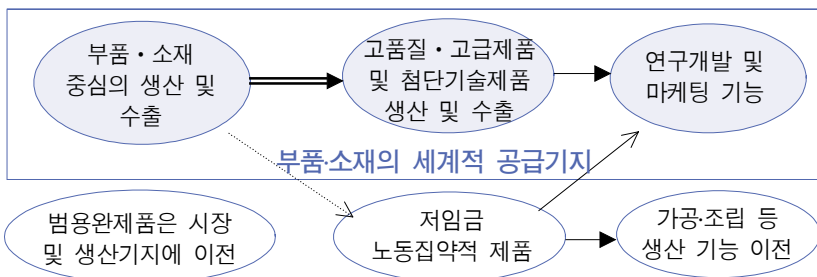 부품・소재
중심의 생산 및
수출
고품질・고급제품
및 첨단기술제품
생산 및 수출
연구개발 및
마케팅 기능
부품·소재의 세계적 공급기지
범용완제품은 시장
및 생산기지에 이전
저임금
노동집약적 제품
가공·조립 등
생산 기능 이전